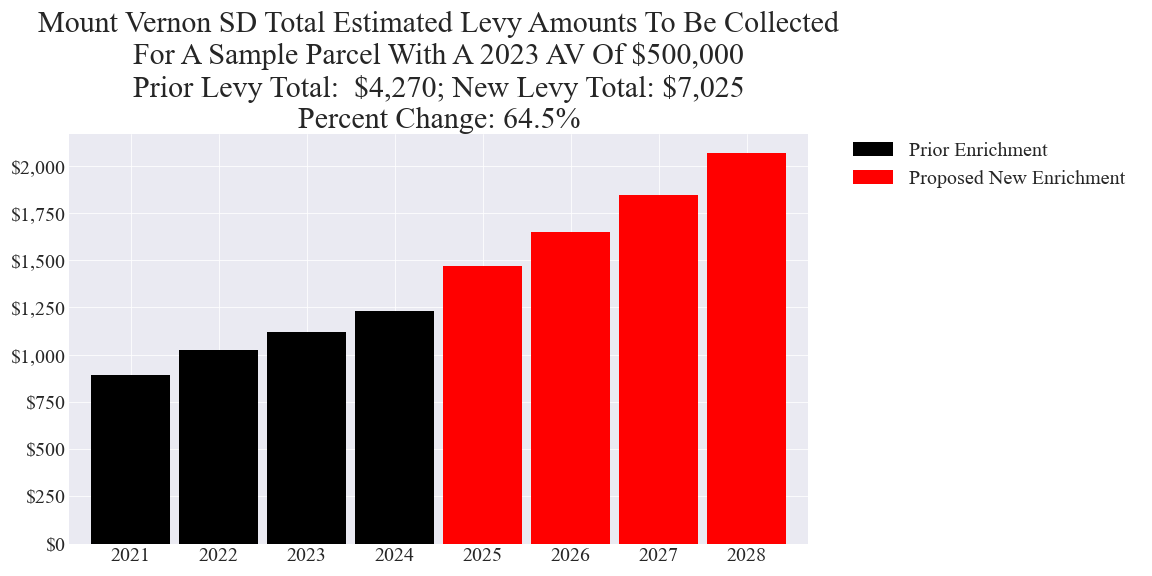 Mount Vernon SD Total Estimated Levy Amounts To Be Collected
For A Sample Parcel With A 2023 AV Of $500,000
Prior Levy Total:  $4,270; New Levy Total: $7,025
Percent Change: 64.5%
Prior Enrichment
Proposed New Enrichment
$2,000
$1,750
$1,500
$1,250
$1,000
$750
$500
$250
$0
2021 2022 2023 2024 2025 2026 2027 2028